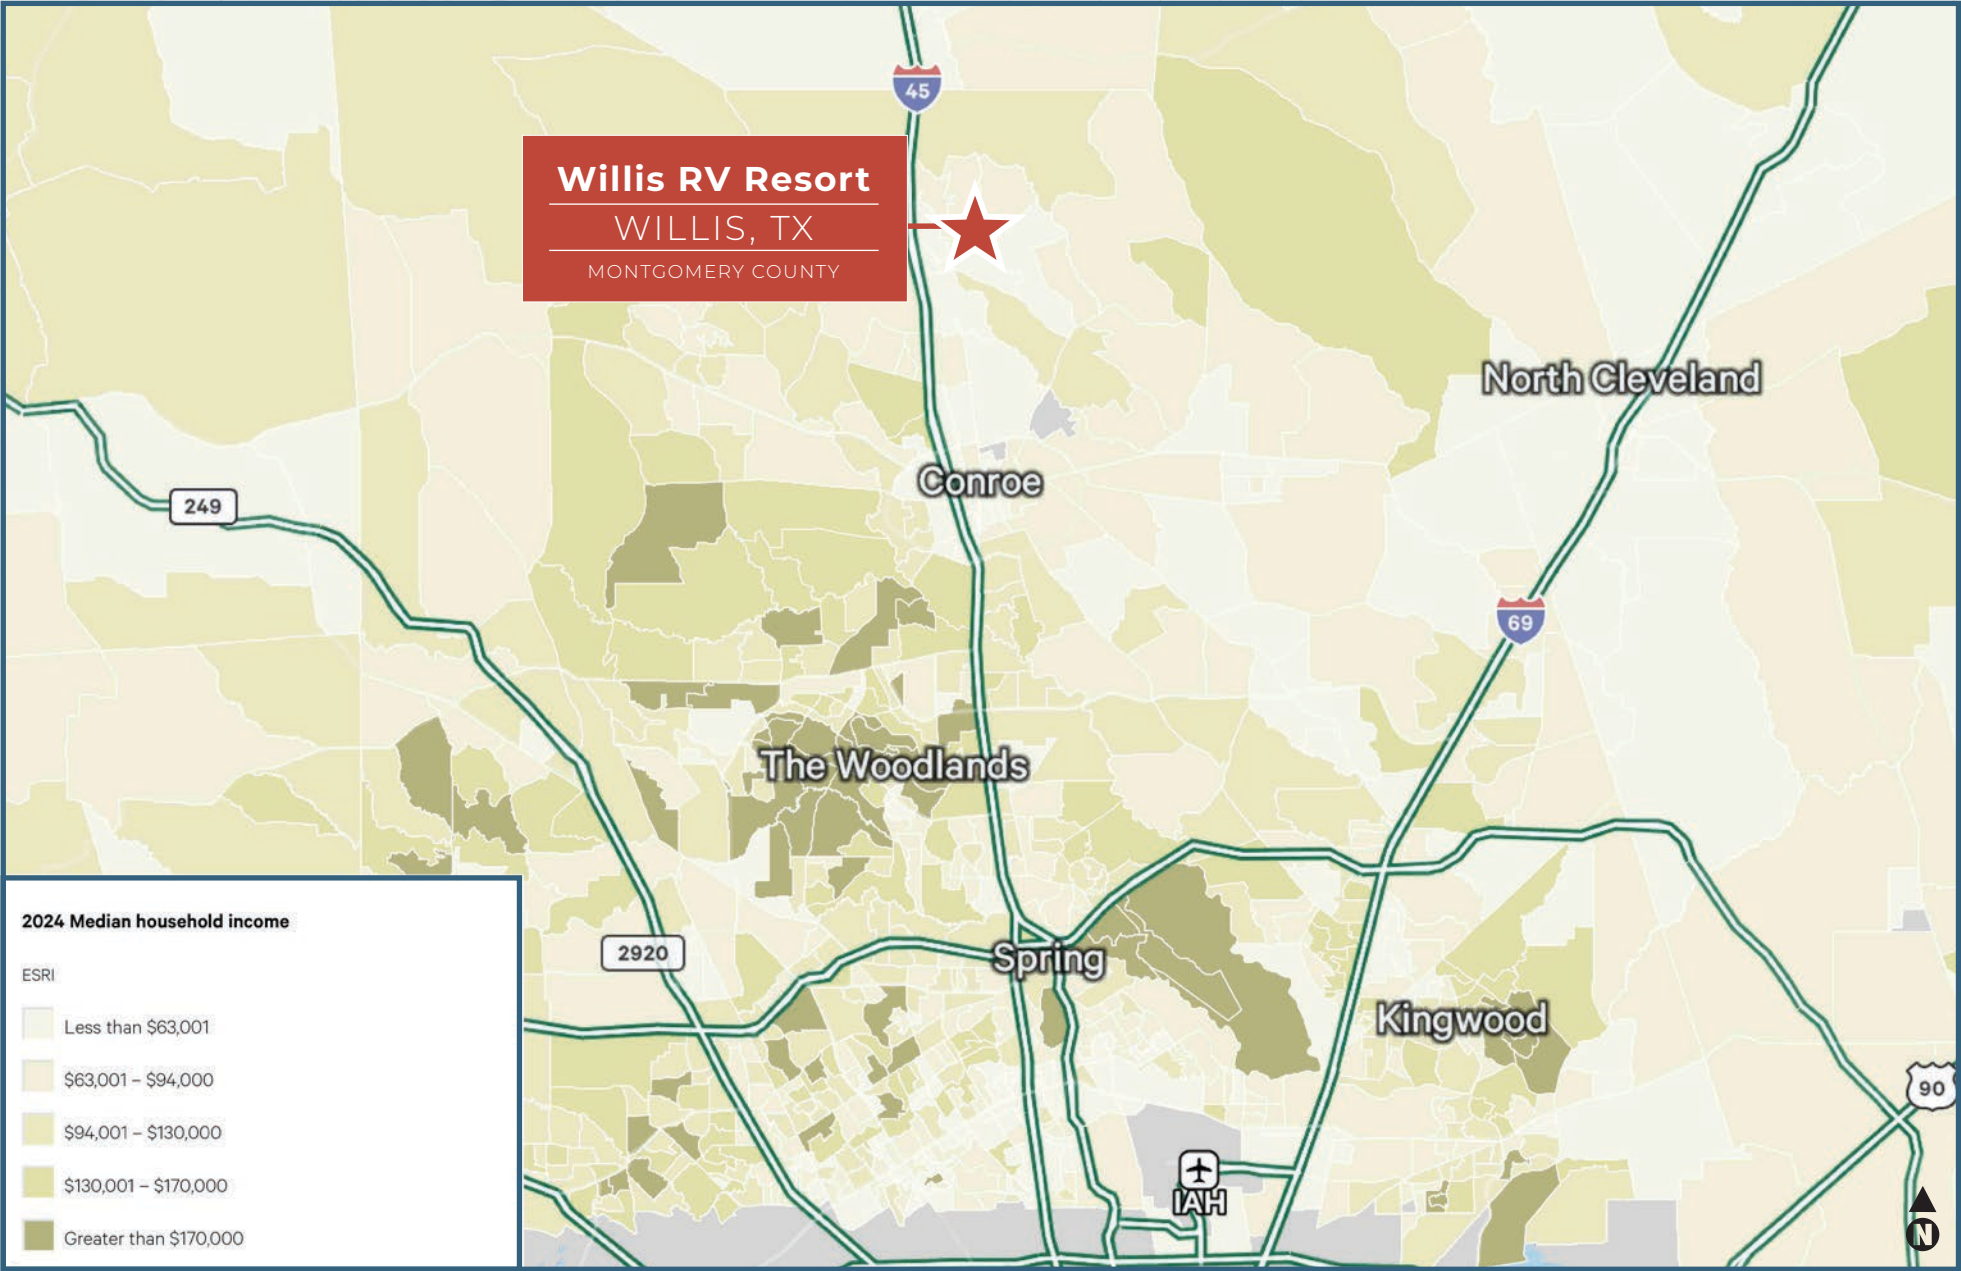 45
Willis RV Resort
WILLIS, TX
MONTGOMERY COUNTY
North Cleveland
Conroe
249
69
The Woodlands
2920
Spring
Kingwood
90
IAH
N
2024 Median household income
ESRI
Less than $63,001
$63,001 – $94,000
$94,001 – $130,000
$130,001 – $170,000
Greater than $170,000